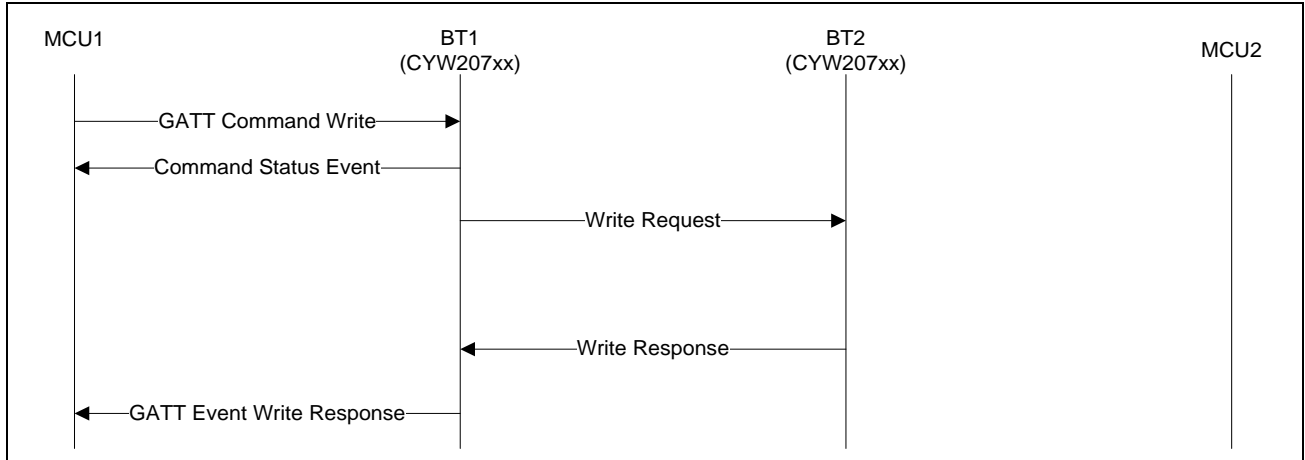 MCU1
BT1
(CYW207xx)
BT2
(CYW207xx)
MCU2
GATT Command Write
Command Status Event
Write Request
Write Response
GATT Event Write Response